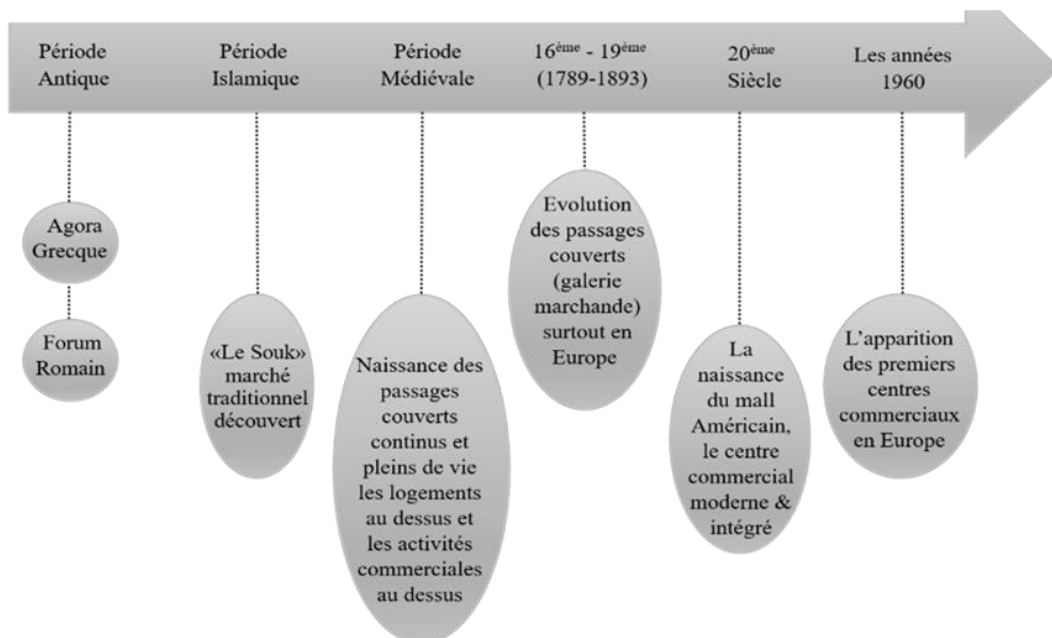 Période
Antique
Période
Islamique
Période
Médiévale
16ème - 19ème
(1789-1893)
20ème
Siècle
Les années
1960
Agora
Grecque
Forum
Romain
«Le Souk»
marché
traditionnel
découvert
Naissance des
passages
couverts
continus et
pleins de vie
les logements
au dessus et
les activités
commerciales
au dessus
Evolution
des passages
couverts
(galerie
marchande)
surtout en
Europe
La
naissance
du mall
Américain,
le centre
commercial
moderne &
intégré
L’apparition
des premiers
centres
commerciaux
en Europe